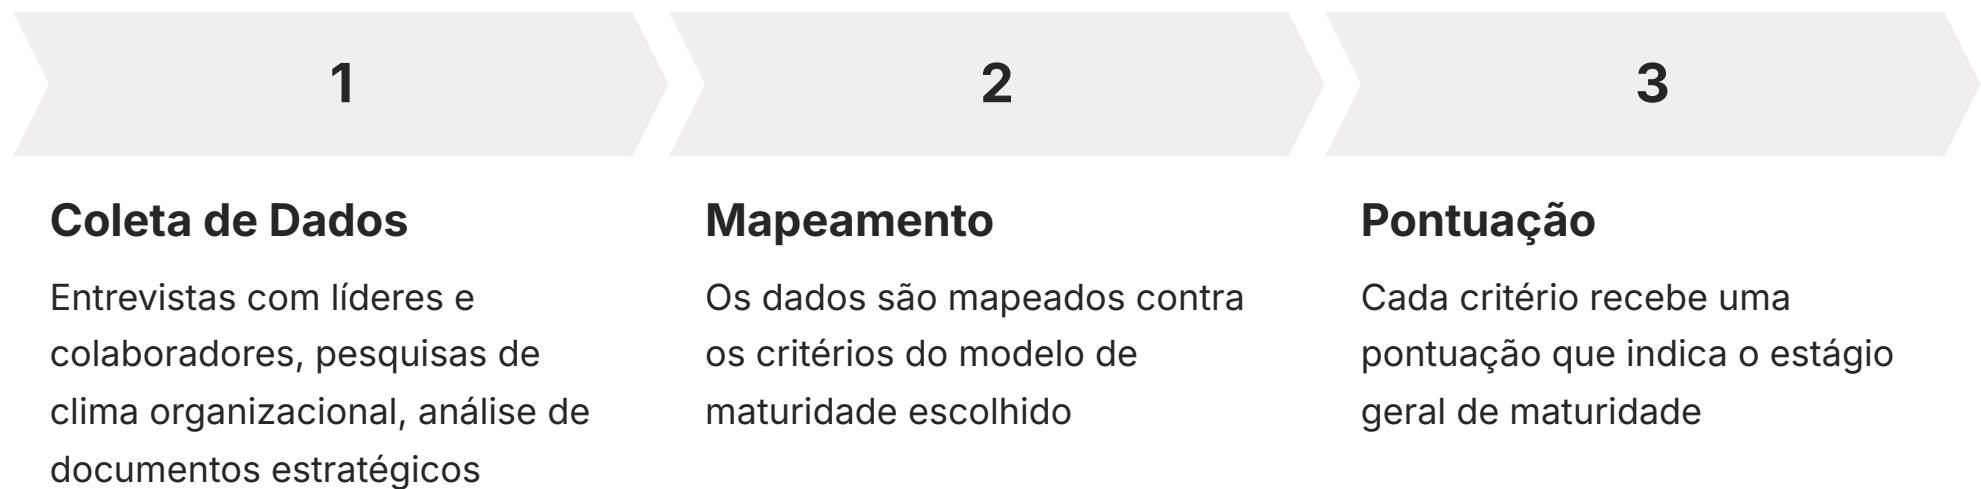 1
Coleta de Dados
Entrevistas com líderes e
colaboradores, pesquisas de
clima organizacional, análise de
documentos estratégicos
2
Mapeamento
Os dados são mapeados contra
os critérios do modelo de
maturidade escolhido
3
Pontuação
Cada critério recebe uma
pontuação que indica o estágio
geral de maturidade